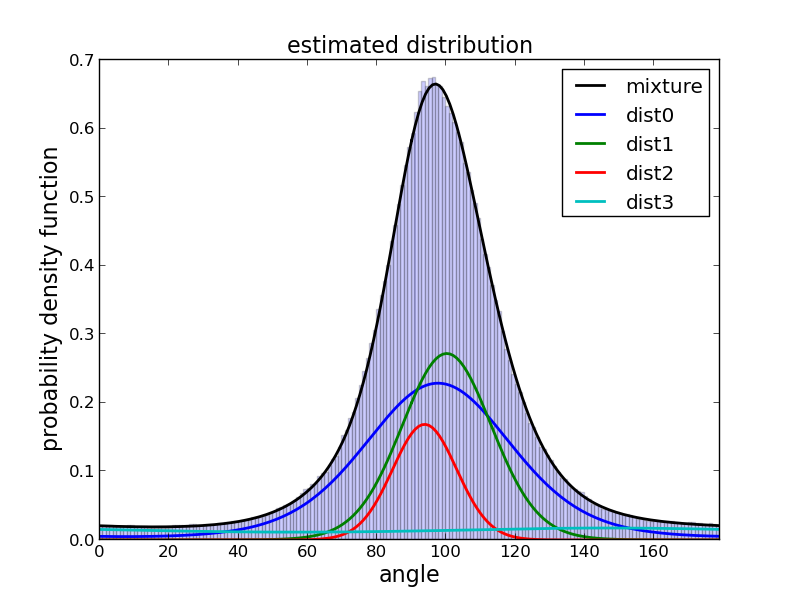 estimated distribution
0.7
0.6
0.5
0.4
0.3
0.2
0.1
0.0
probability density function
mixture
dist0
dist1
dist2
dist3
0 20 40 60 80 100 120 140 160
angle